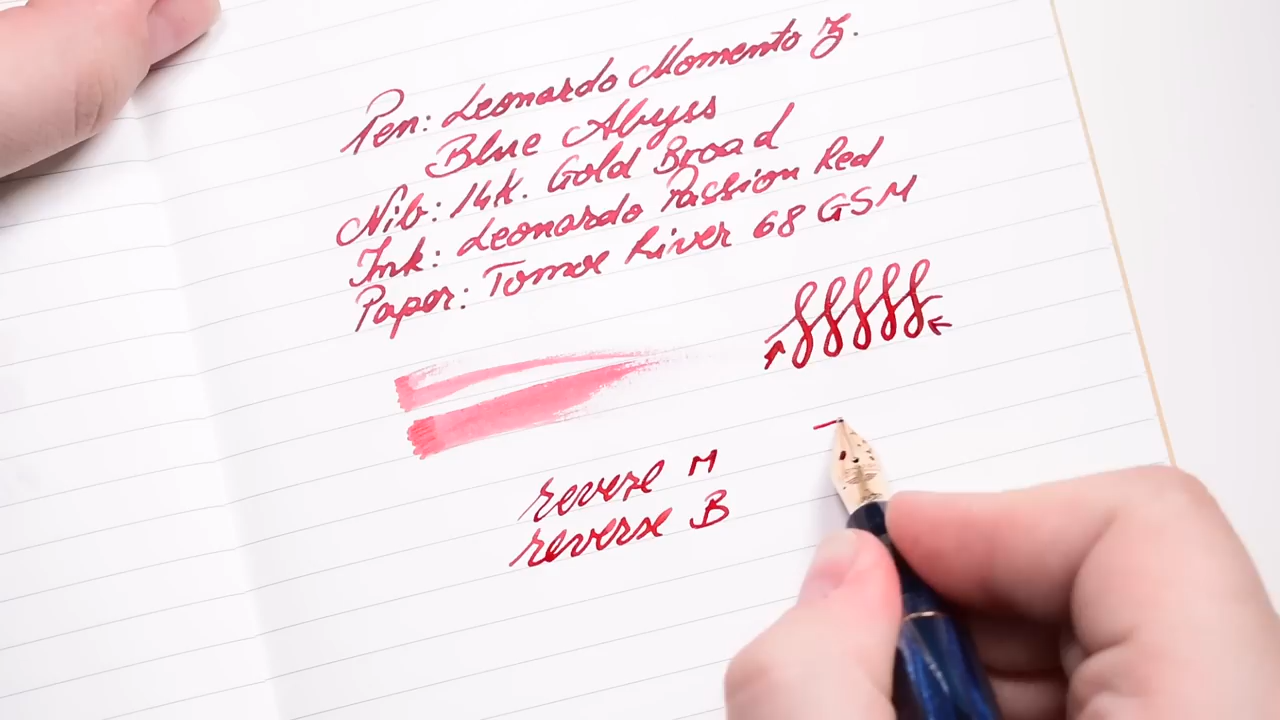 Pen: Leonardo Momento Z.
Blue Abyss
Nib: 14K. Gold Broad
Ink: Leonardo Passion Red
Paper: Tomoe River 68 GSM
revere M
reverse B